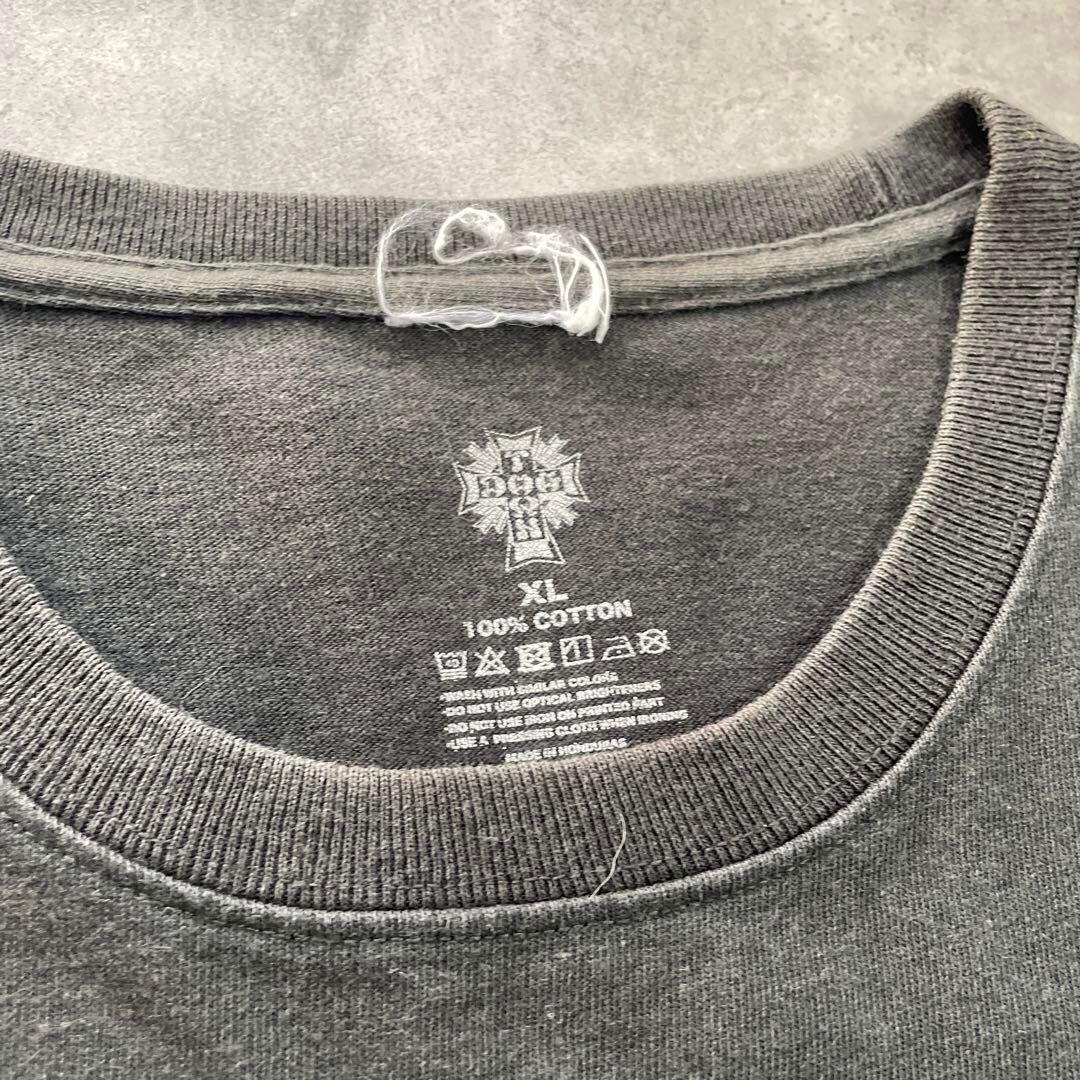 TOWN
DOG
XL
100% COTTON
•WASH WITH SIMILAR COLORS
•DO NOT USE OPTICAL BRIGHTENERS
•DO NOT USE IRON ON PRINTED PART
•USE A PRESSING CLOTH WHEN IRONING
MADE IN HONDURAS